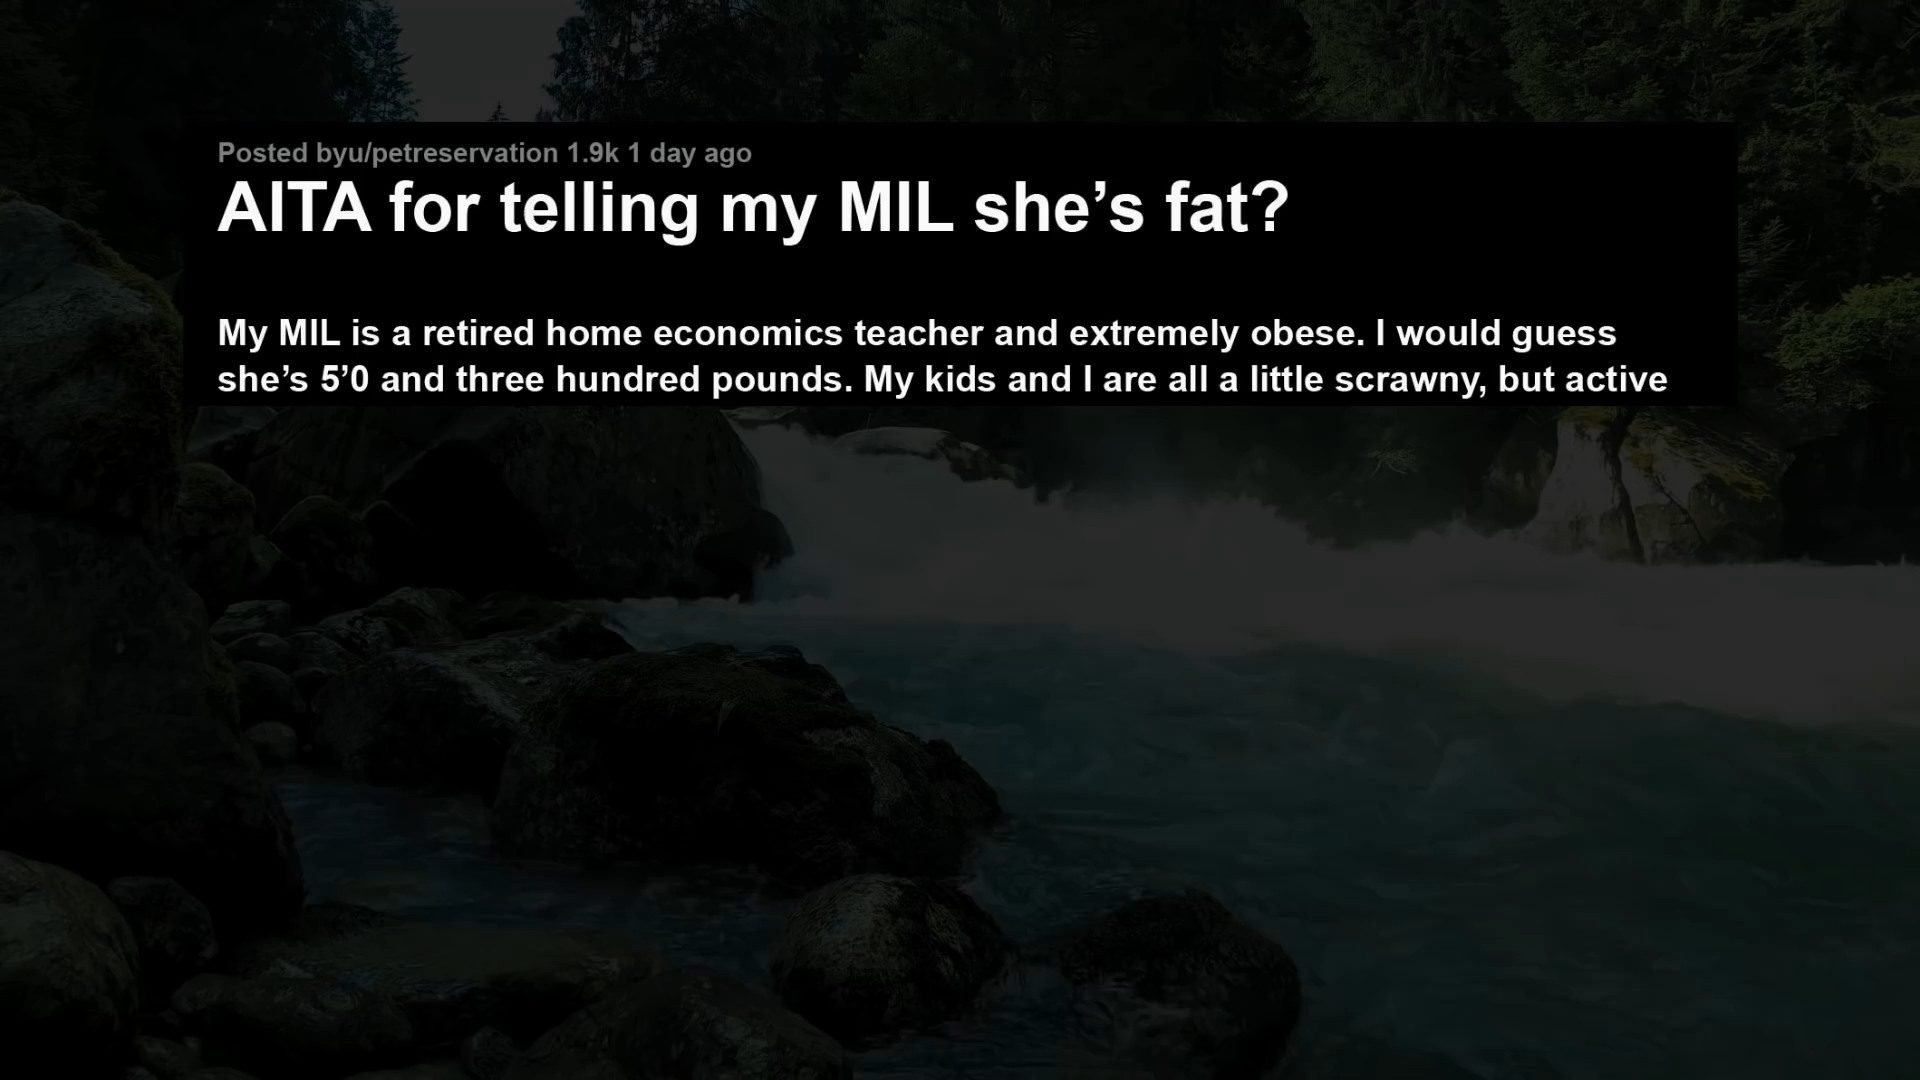 Posted byu/petreservation 1.9k 1 day ago
AITA for telling my MIL she’s fat?
My MIL is a retired home economics teacher and extremely obese. I would guess
she’s 5’0 and three hundred pounds. My kids and I are all a little scrawny, but active